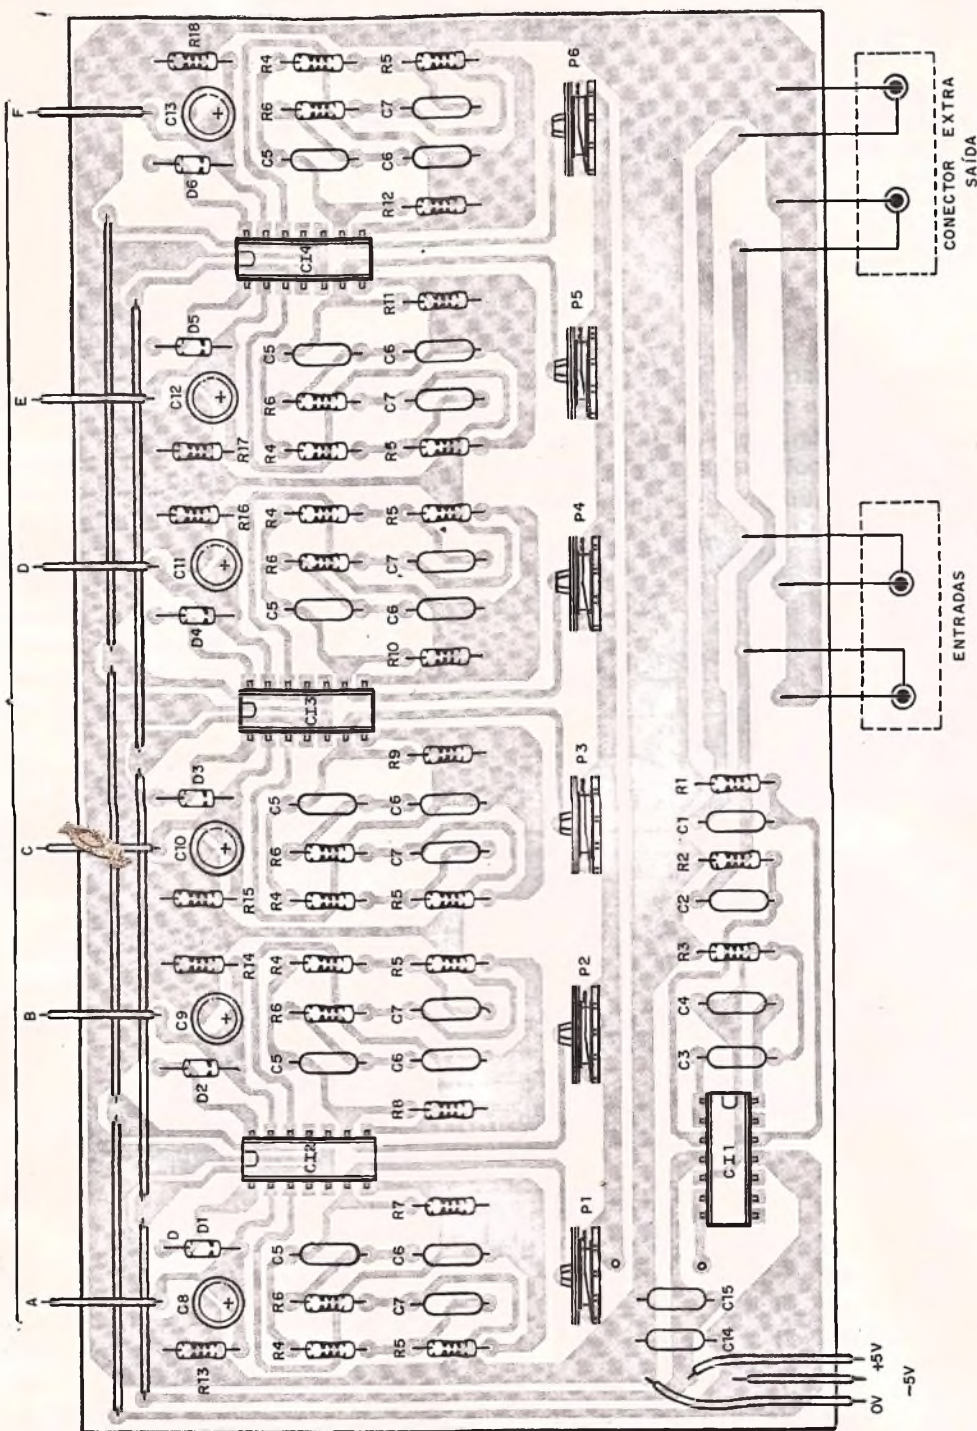 F
E
D
C
B
A
R18
C13
D6
R4
R6
C5
R5
C7
C6
R12
P6
CI4
D5
C12
R17
R11
C5
R6
R4
C6
C7
R5
P5
R16
C11
D4
R4
R6
C5
R5
C7
C6
R10
P4
CI3
D3
C10
R15
R9
C5
R6
R4
C6
C7
R5
P3
R14
C9
D2
R4
R6
C5
R5
C7
C6
R8
P2
CI2
D
D1
C8
R13
R7
C5
R6
R4
C6
C7
R5
P1
R1
C1
R2
C2
R3
C4
C3
CI1
C15
C14
+5V
-5V
0V
CONECTOR EXTRA
SAÍDA
ENTRADAS